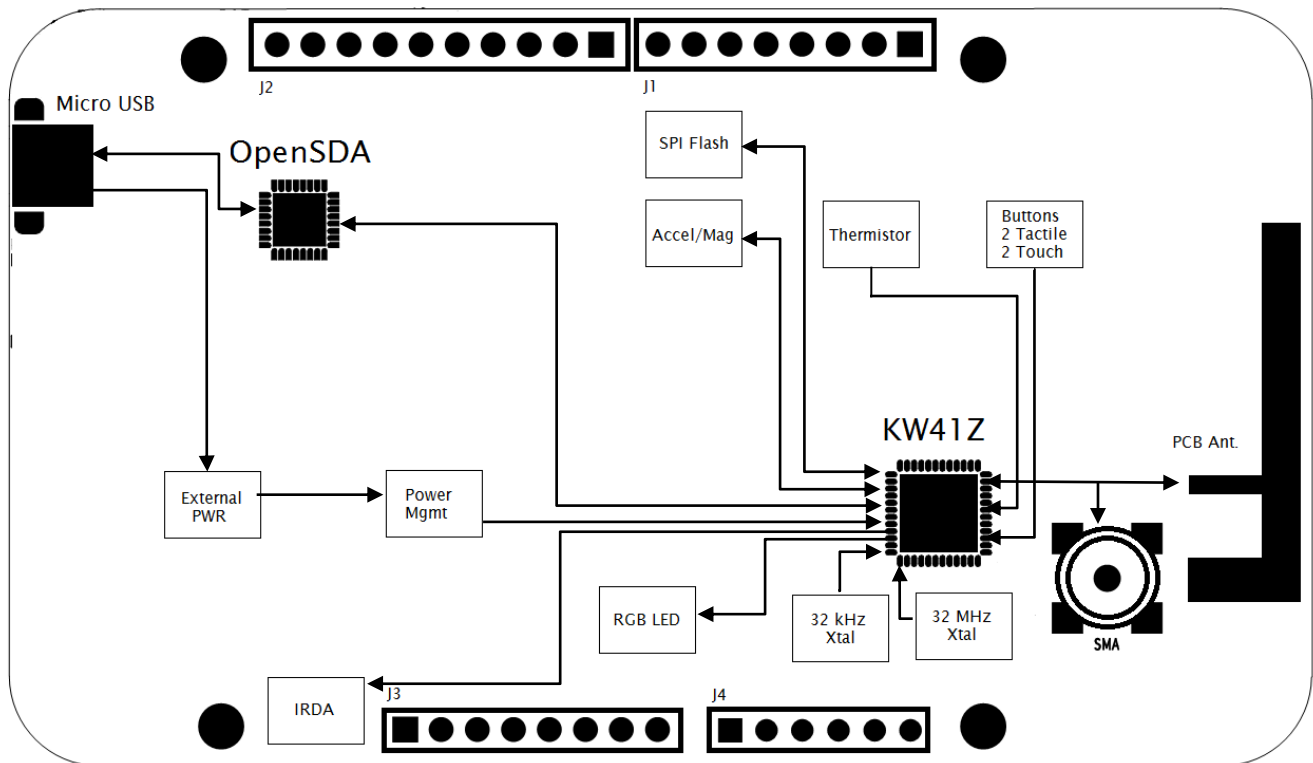 J2
J1
Micro USB
OpenSDA
SPI Flash
Accel/Mag
Thermistor
Buttons
2 Tactile
2 Touch
KW41Z
PCB Ant.
External
PWR
Power
Mgmt
RGB LED
32 kHz
Xtal
32 MHz
Xtal
SMA
IRDA
J3
J4